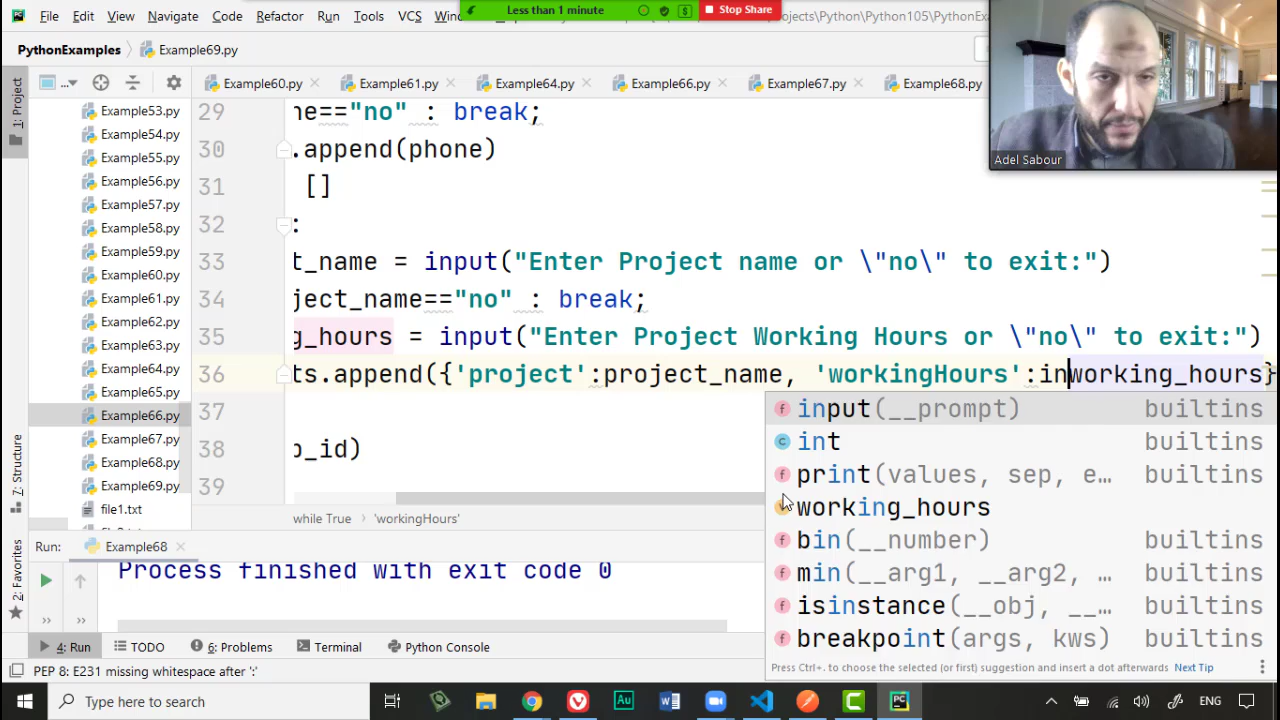 File Edit View Navigate Code Refactor Run Tools VCS
Less than 1 minute
Stop Share
rojects\Python\Python105\PythonEx
PythonExamples
Example69.py
Example60.py
Example61.py
Example64.py
Example66.py
Example67.py
Example68.py
Adel Sabour
1: Project
7: Structure
2: Favorites
Example53.py
Example54.py
Example55.py
Example56.py
Example57.py
Example58.py
Example59.py
Example60.py
Example61.py
Example62.py
Example63.py
Example64.py
Example65.py
Example66.py
Example67.py
Example68.py
Example69.py
file1.txt
29 ne=="no" : break;
30 .append(phone)
31 []
32 :
33 t_name = input("Enter Project name or \"no\" to exit:")
34 ject_name=="no" : break;
35 g_hours = input("Enter Project Working Hours or \"no\" to exit:")
36 ts.append({'project':project_name, 'workingHours':inworking_hours}
37
38 p_id)
39
input(__prompt) builtins
int builtins
print(values, sep, e... builtins
working_hours
bin(__number) builtins
min(__arg1, __arg2, ... builtins
isinstance(__obj, __... builtins
breakpoint(args, kws) builtins
Press Ctrl+. to choose the selected (or first) suggestion and insert a dot afterwards Next Tip
while True
'workingHours'
Run:
Example68
Process finished with exit code 0
4: Run
TODO
6: Problems
Terminal
Python Console
PEP 8: E231 missing whitespace after ':'
Type here to search
ENG